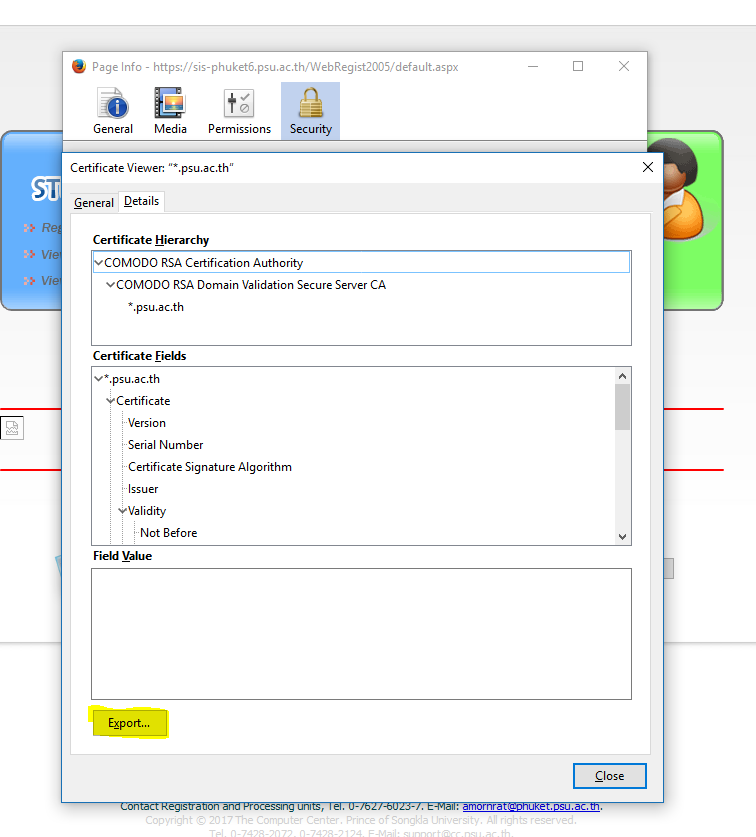 Page Info - https://sis-phuket6.psu.ac.th/WebRegist2005/default.aspx
General
Media
Permissions
Security
Certificate Viewer: "*.psu.ac.th"
General
Details
ST
Certificate Hierarchy
COMODO RSA Certification Authority
COMODO RSA Domain Validation Secure Server CA
*.psu.ac.th
Certificate Fields
*.psu.ac.th
Certificate
Version
Serial Number
Certificate Signature Algorithm
Issuer
Validity
Not Before
Field Value
Export...
Close
Contact Registration and Processing units, Tel. 0-7627-6023-7. E-Mail: amornrat@phuket.psu.ac.th.
Copyright © 2017 The Computer Center. Prince of Songkla University. All rights reserved.
Tel. 0-7428-2072, 0-7428-2124, E-Mail: support@cc.psu.ac.th.